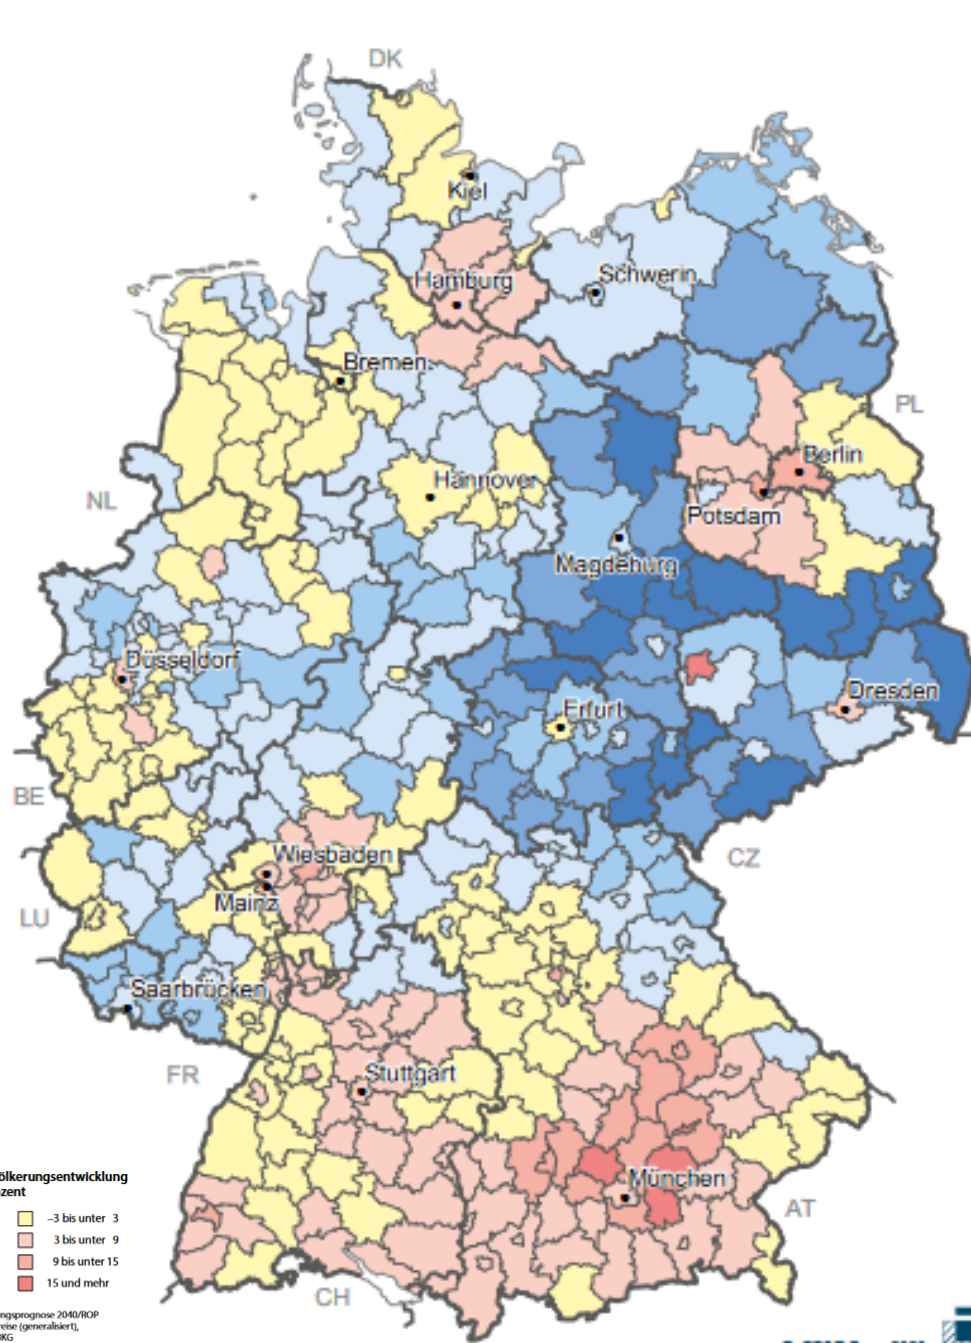 DK
Kiel
Hamburg
Schwerin
Bremen
PL
Berlin
Hannover
NL
Potsdam
Magdeburg
Düsseldorf
Dresden
Erfurt
BE
Wiesbaden
CZ
Mainz
LU
Saarbrücken
FR
Stuttgart
ölkerungsentwicklung
zent
München
AT
−3 bis unter 3
3 bis unter 9
9 bis unter 15
15 und mehr
CH
ngsprognose 2040/ROP
reise (generalisiert),
BKG